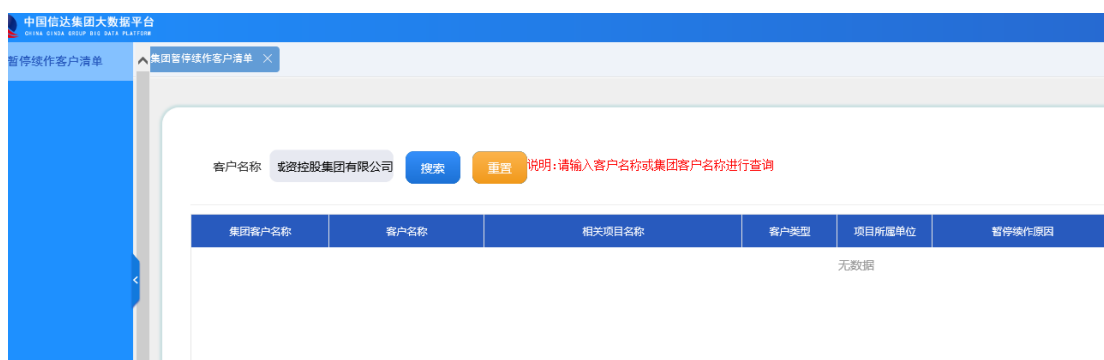 中国信达集团大数据平台
CHINA CINDA GROUP BIG DATA PLATFORM
暂停续作客户清单
集团暂停续作客户清单
客户名称 资控股集团有限公司 搜索 重置 说明:请输入客户名称或集团客户名称进行查询
集团客户名称 客户名称 相关项目名称 客户类型 项目所属单位 暂停续作原因
无数据